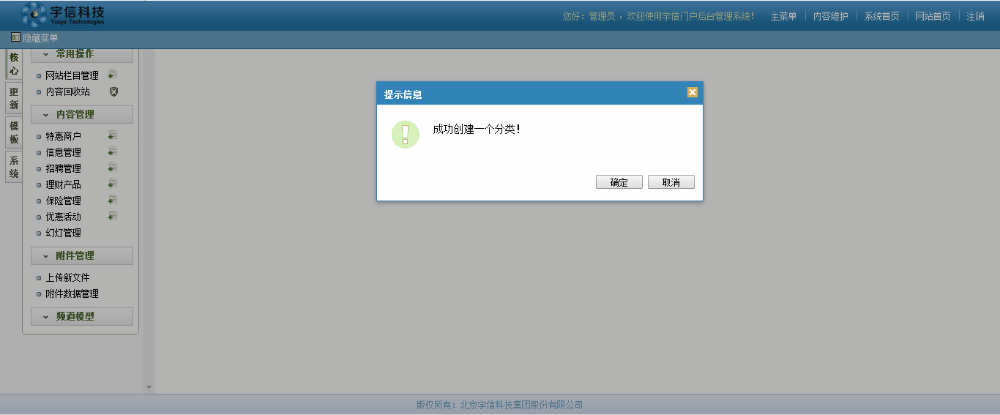 宇信科技
Yusys Technologies
您好：管理员 ，欢迎使用宇信门户后台管理系统！ 主菜单 内容维护 系统首页 网站首页 注销
隐藏菜单
核心
更新
模板
系统
常用操作
网站栏目管理
内容回收站
内容管理
特惠商户
信息管理
招聘管理
理财产品
保险管理
优惠活动
幻灯管理
附件管理
上传新文件
附件数据管理
频道模型
提示信息
成功创建一个分类！
确定 取消
版权所有：北京宇信科技集团股份有限公司